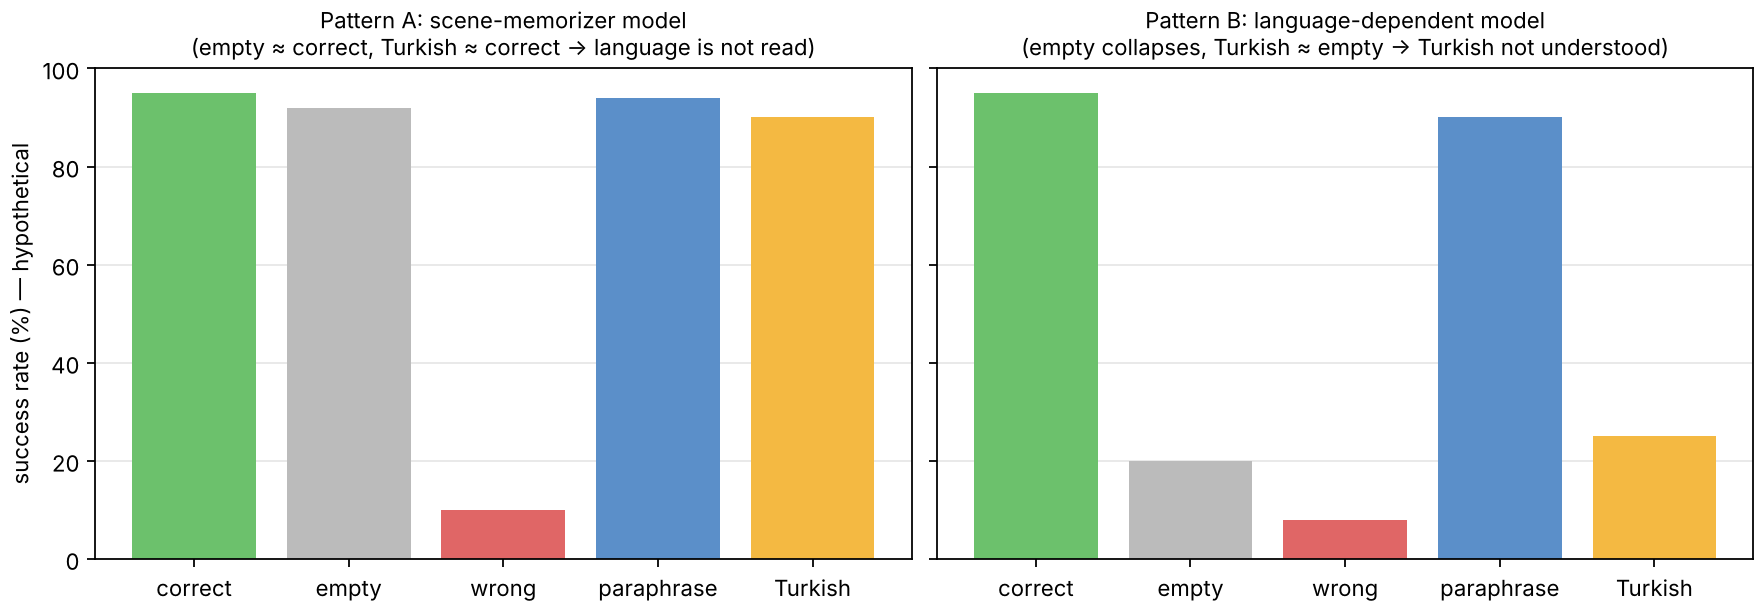 Pattern A: scene-memorizer model
(empty ≈ correct, Turkish ≈ correct → language is not read)
Pattern B: language-dependent model
(empty collapses, Turkish ≈ empty → Turkish not understood)
success rate (%) — hypothetical
100
80
60
40
20
0
correct empty wrong paraphrase Turkish
correct empty wrong paraphrase Turkish